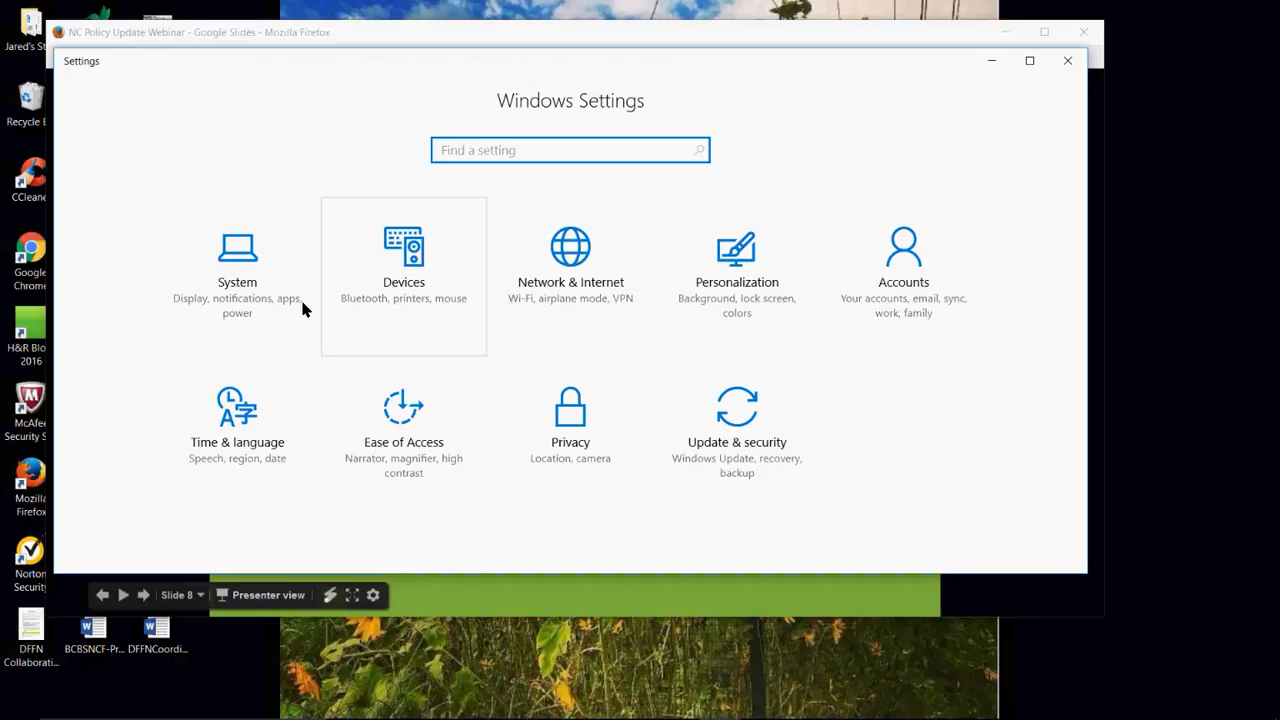 Jared's St
NC Policy Update Webinar - Google Slides - Mozilla Firefox
Settings
Windows Settings
Find a setting
System
Display, notifications, apps,
power
Devices
Bluetooth, printers, mouse
Network & Internet
Wi-Fi, airplane mode, VPN
Personalization
Background, lock screen,
colors
Accounts
Your accounts, email, sync,
work, family
Time & language
Speech, region, date
Ease of Access
Narrator, magnifier, high
contrast
Privacy
Location, camera
Update & security
Windows Update, recovery,
backup
Recycle B
CCleane
Google
Chrome
H&R Blo
2016
McAfee
Security S
Mozilla
Firefox
Norton
Security
Slide 8
Presenter view
DFFN
Collaborati...
BCBSNCF-Pr...
DFFNCoordi...